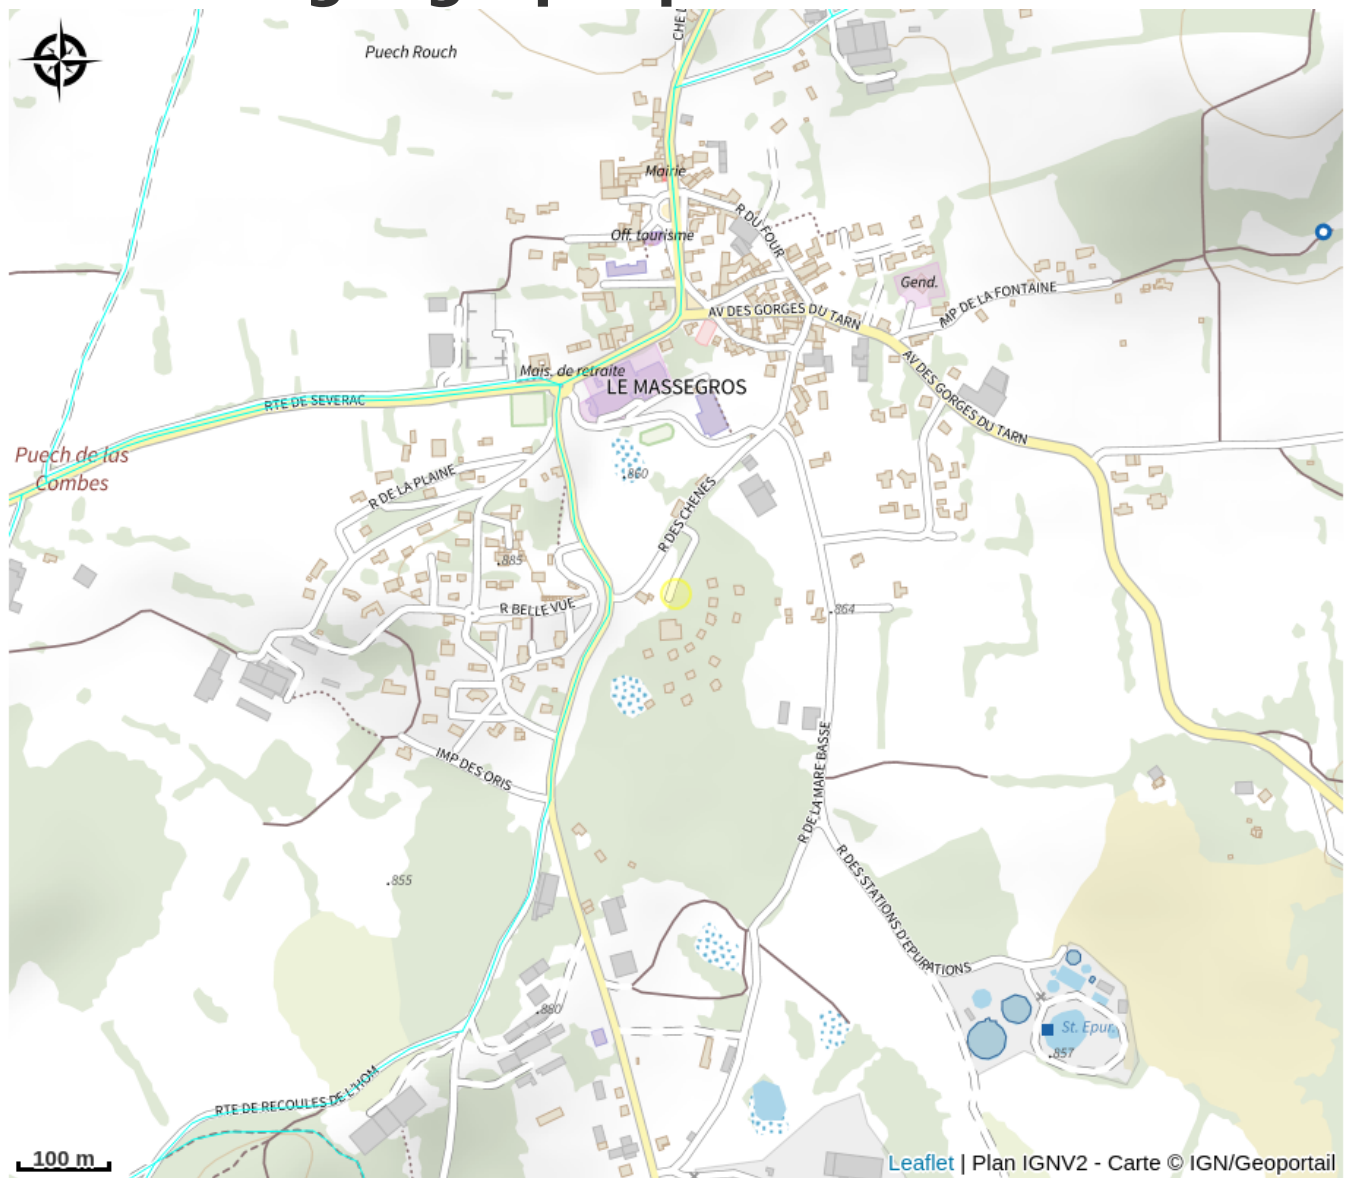 Puech Rouch
Mairie
R DU FOUR
Off. tourisme
Gend.
IMP DE LA FONTAINE
AV DES GORGES DU TARN
Mais. de retraite
LE MASSEGROS
AV DES GORGES DU TARN
RTE DE SEVERAC
Puech de las
Combes
R DE LA PLAINE
.860
R DES CHENES
.885
R BELLE VUE
.864
IMP DES ORIS
R DE LA MARE BASSE
R DES STATIONS D'EPURATIONS
.855
.880
St. Epur.
.857
RTE DE RECOULES DE L'HOM
100 m
Leaflet | Plan IGNV2 - Carte © IGN/Geoportail